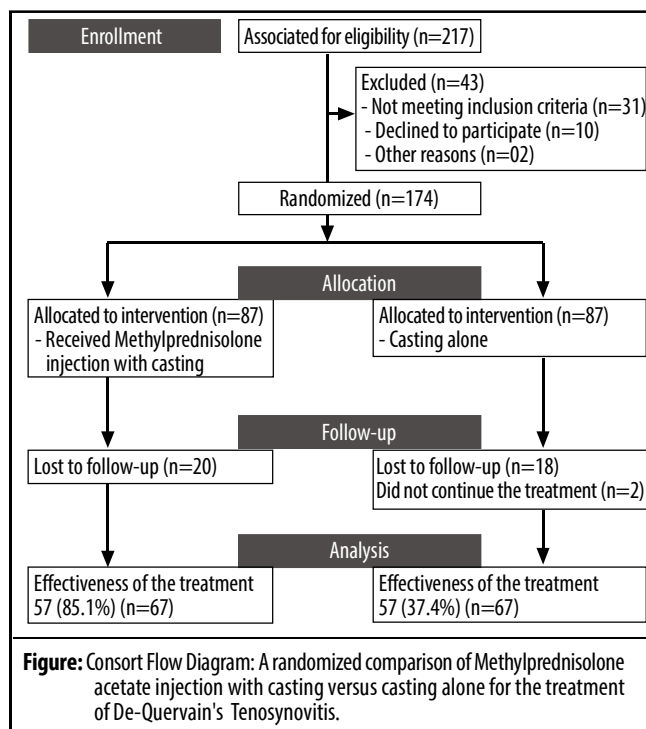 Enrollment
Associated for eligibility (n=217)
Excluded (n=43)
- Not meeting inclusion criteria (n=31)
- Declined to participate (n=10)
- Other reasons (n=02)
Randomized (n=174)
Allocation
Allocated to intervention (n=87)
- Received Methylprednisolone
injection with casting
Allocated to intervention (n=87)
- Casting alone
Follow-up
Lost to follow-up (n=20)
Lost to follow-up (n=18)
Did not continue the treatment (n=2)
Analysis
Effectiveness of the treatment
57 (85.1%) (n=67)
Effectiveness of the treatment
57 (37.4%) (n=67)
Figure: Consort Flow Diagram: A randomized comparison of Methylprednisolone
acetate injection with casting versus casting alone for the treatment
of De-Quervain's Tenosynovitis.